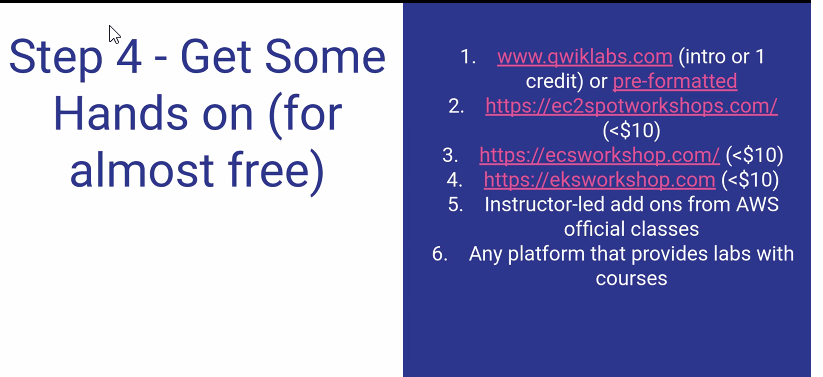 Step 4 - Get Some
Hands on (for
almost free)
1. www.qwiklabs.com (intro or 1
credit) or pre-formatted
2. https://ec2spotworkshops.com/
(<$10)
3. https://ecsworkshop.com/ (<$10)
4. https://eksworkshop.com (<$10)
5. Instructor-led add ons from AWS
official classes
6. Any platform that provides labs with
courses